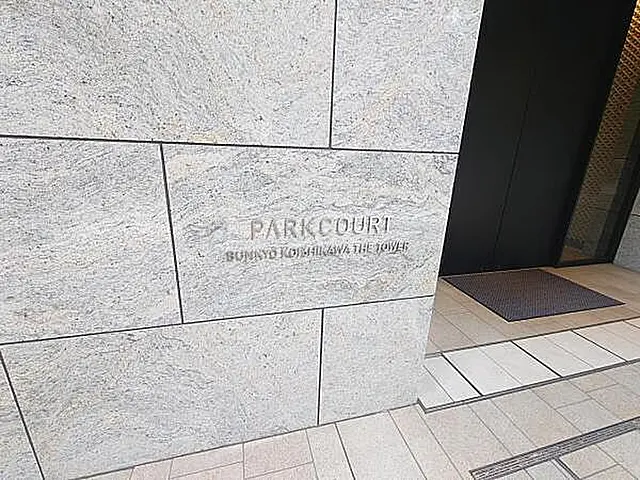 PARKCOURT
BUNKYO KOISHIKAWA THE TOWER